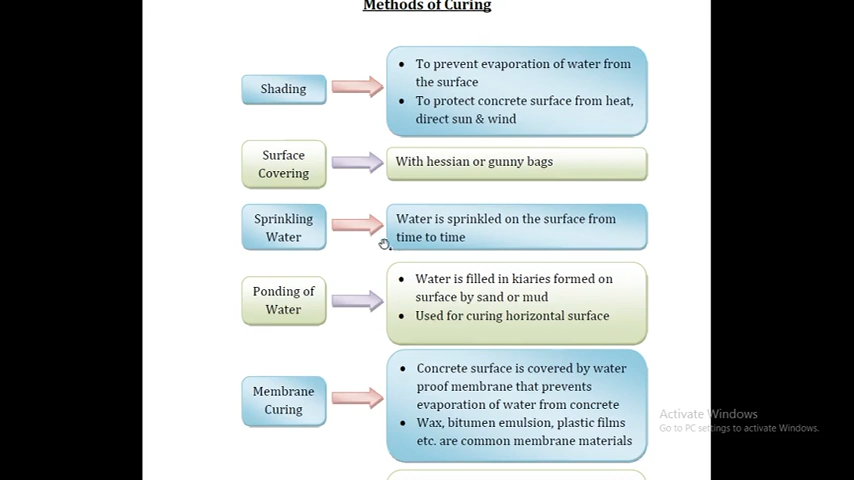 Methods of Curing
Shading
• To prevent evaporation of water from
the surface
• To protect concrete surface from heat,
direct sun & wind
Surface
Covering
With hessian or gunny bags
Sprinkling
Water
Water is sprinkled on the surface from
time to time
Ponding of
Water
• Water is filled in kiaries formed on
surface by sand or mud
• Used for curing horizontal surface
Membrane
Curing
• Concrete surface is covered by water
proof membrane that prevents
evaporation of water from concrete
• Wax, bitumen emulsion, plastic films
etc. are common membrane materials
Activate Windows
Go to PC settings to activate Windows.